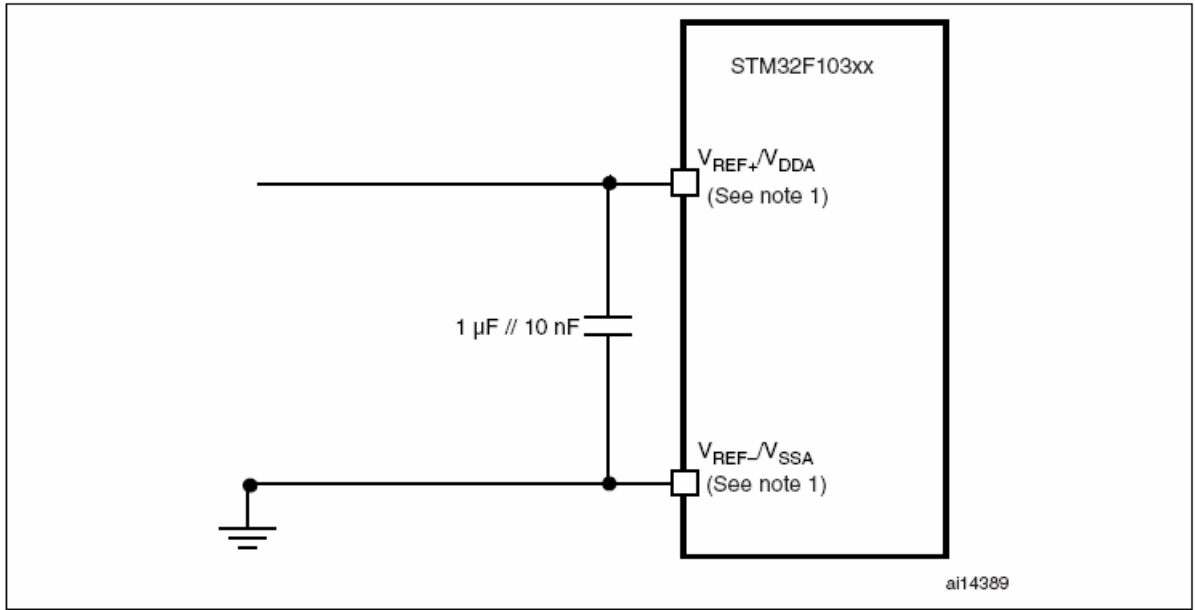 STM32F103xx
VREF+/VDDA
(See note 1)
1 µF // 10 nF
VREF–/VSSA
(See note 1)
ai14389